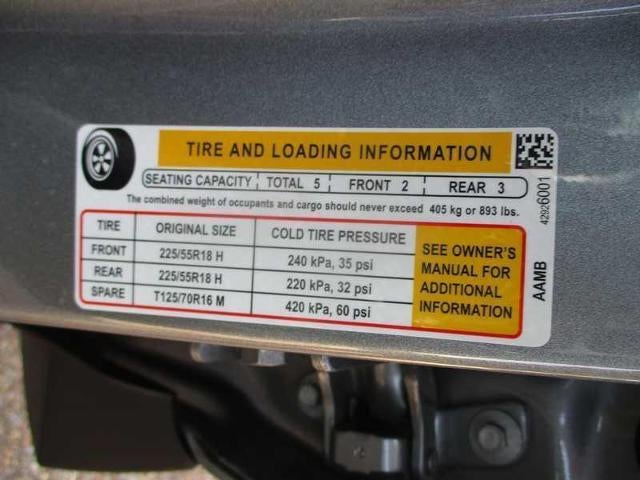 TIRE AND LOADING INFORMATION
SEATING CAPACITY TOTAL 5 FRONT 2 REAR 3
The combined weight of occupants and cargo should never exceed 405 kg or 893 lbs.
TIRE ORIGINAL SIZE COLD TIRE PRESSURE
FRONT 225/55R18 H 240 kPa, 35 psi
REAR 225/55R18 H 220 kPa, 32 psi
SPARE T125/70R16 M 420 kPa, 60 psi
SEE OWNER'S
MANUAL FOR
ADDITIONAL
INFORMATION
42926001
AAMB